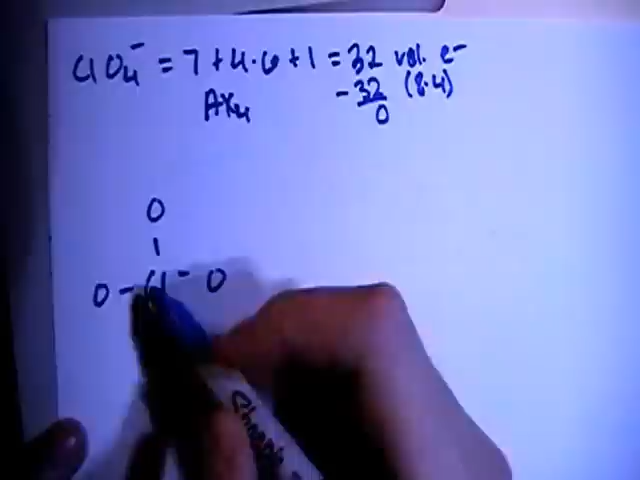 ClO₄⁻ = 7 + 4·6 + 1 = 32 val. e⁻
AX₄ - 32 (8·4)
0
O
O - Cl - O